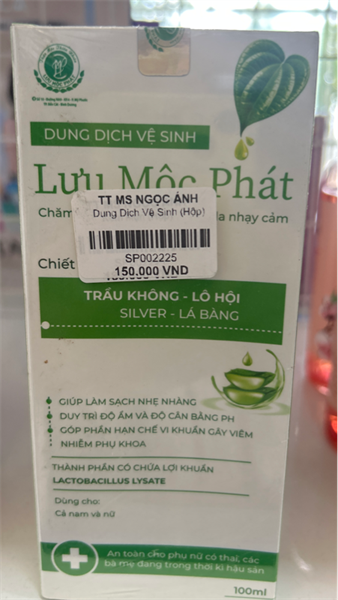 DUNG DỊCH VỆ SINH
Lưu Mộc Phát
Chăm
da nhạy cảm
TT MS NGỌC ÁNH
Dung Dịch Vệ Sinh (Hộp)
SP002225
150.000 VND
Chiết
TRẦU KHÔNG - LÔ HỘI
SILVER - LÁ BÀNG
GIÚP LÀM SẠCH NHẸ NHÀNG
DUY TRÌ ĐỘ ẨM VÀ ĐỘ CÂN BẰNG PH
GÓP PHẦN HẠN CHẾ VI KHUẨN GÂY VIÊM
NHIỄM PHỤ KHOA
THÀNH PHẦN CÓ CHỨA LỢI KHUẨN
LACTOBACILLUS LYSATE
Dùng cho:
Cả nam và nữ
An toàn cho phụ nữ có thai, các
bà mẹ đang trong thời kì hậu sản
100ml